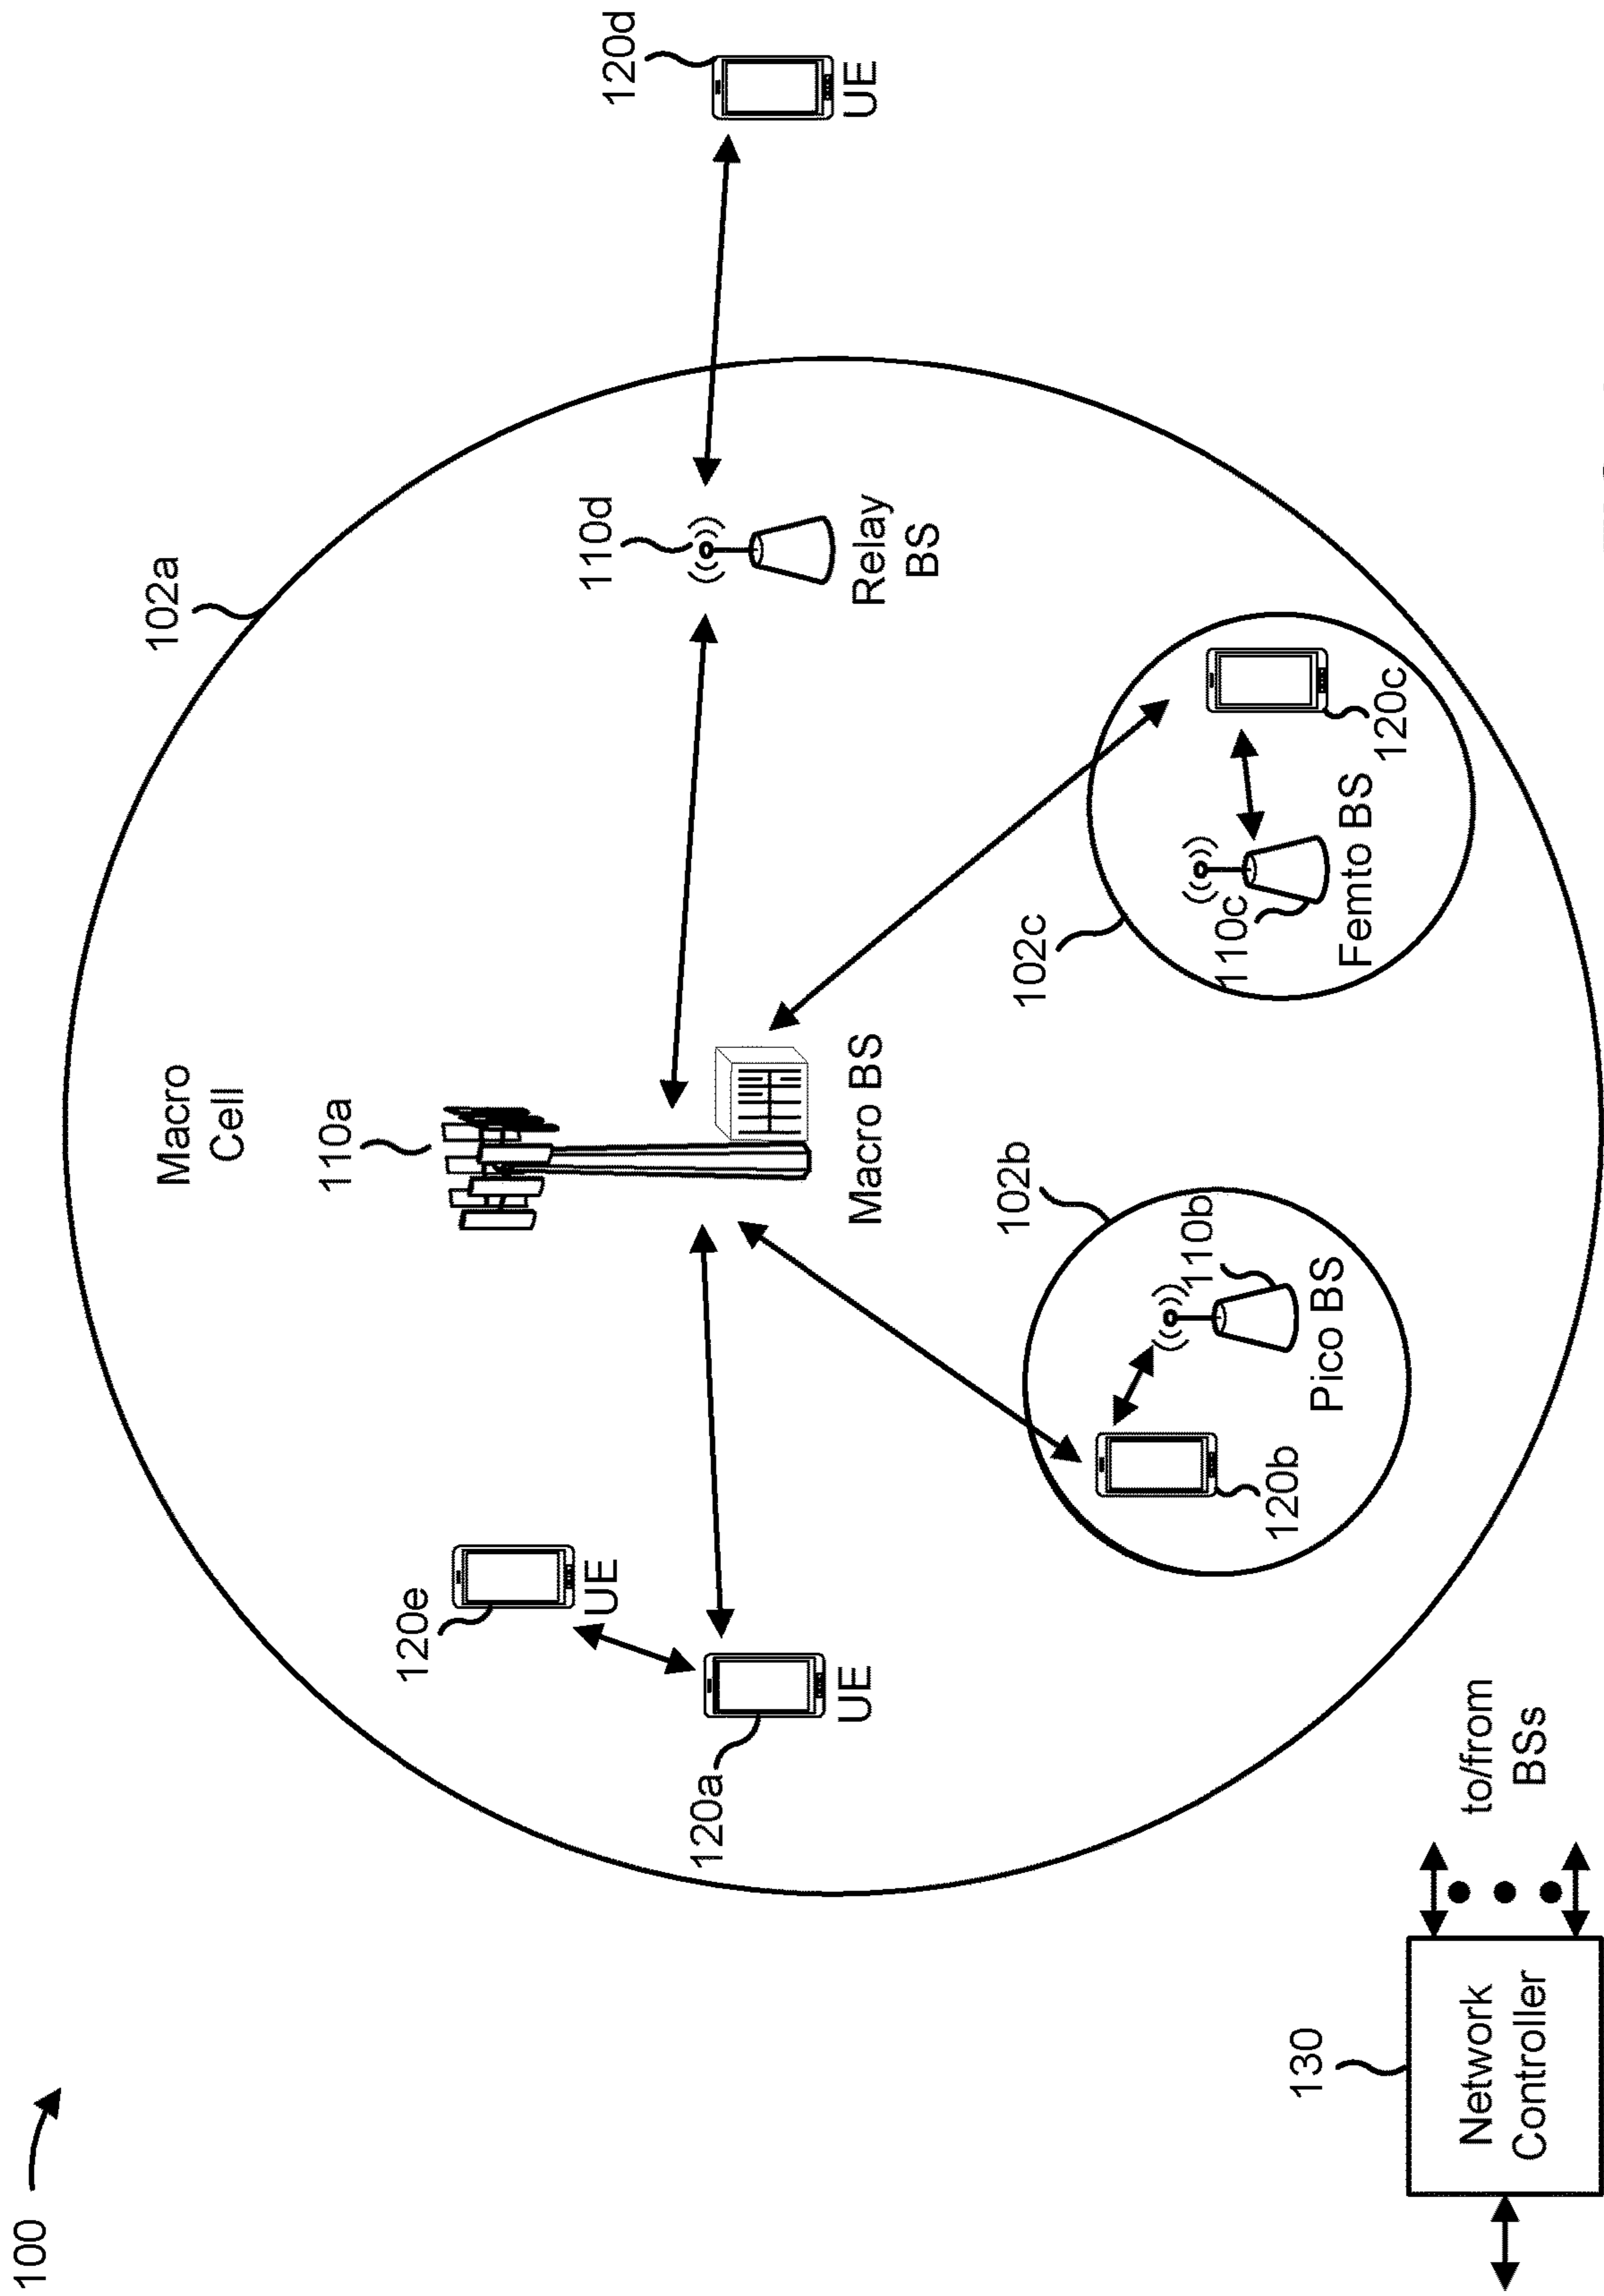 100
102a
Macro
Cell
110a
120d
UE
110d
Relay
BS
120e
UE
120a
UE
Macro BS
102b
110b
Pico BS
120b
102c
110c
Femto BS
120c
130
Network
Controller
to/from
BSs